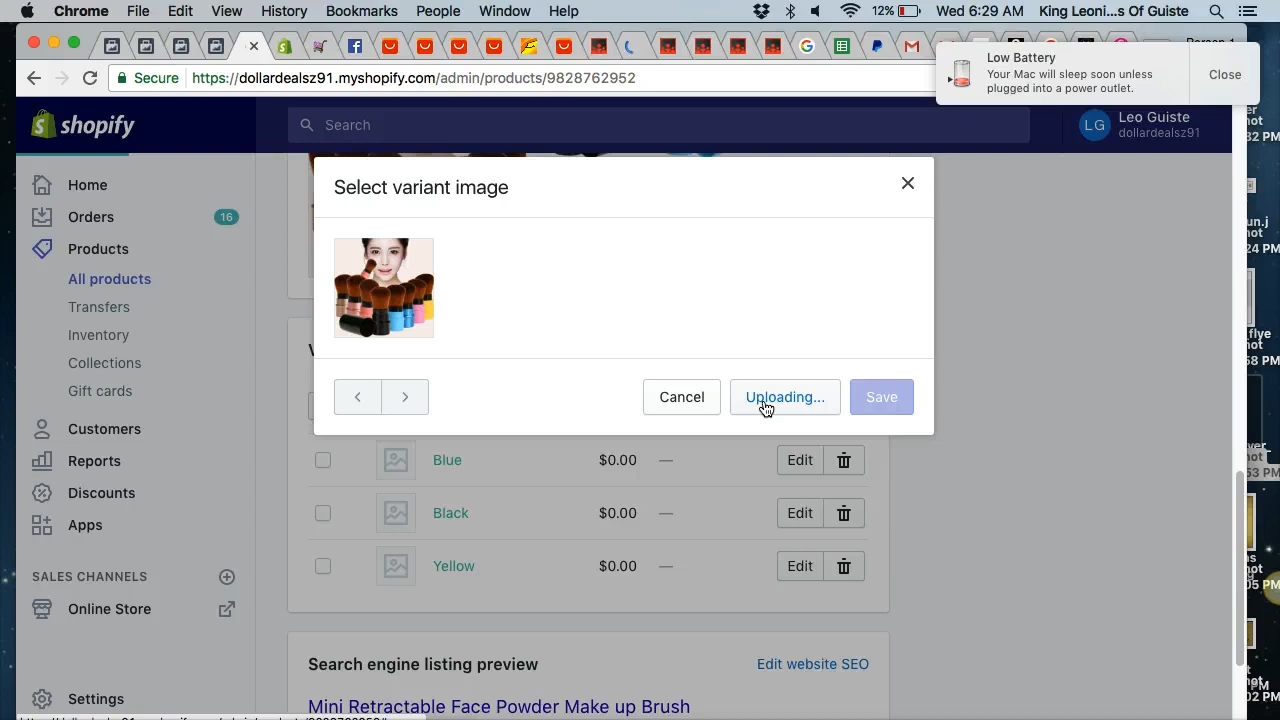 Chrome File Edit View History Bookmarks People Window Help 12% Wed 6:29 AM King Leoni...s Of Guiste
Low Battery
Your Mac will sleep soon unless
plugged into a power outlet.
Close
Secure https://dollardealsz91.myshopify.com/admin/products/9828762952
shopify
Search
LG Leo Guiste
dollardealsz91
Home
Orders 16
Products
All products
Transfers
Inventory
Collections
Gift cards
Customers
Reports
Discounts
Apps
SALES CHANNELS
Online Store
Settings
Select variant image
Cancel Uploading... Save
Blue $0.00 — Edit
Black $0.00 — Edit
Yellow $0.00 — Edit
Search engine listing preview Edit website SEO
Mini Retractable Face Powder Make up Brush